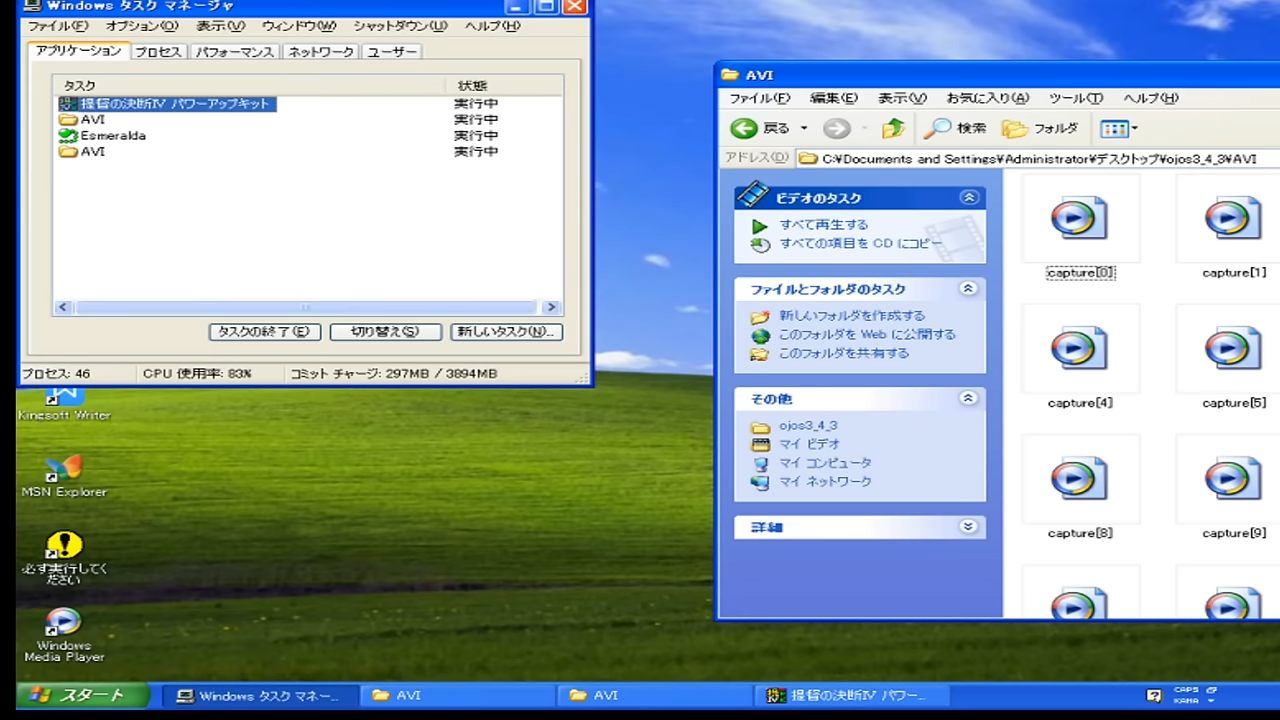 Windows タスク マネージャ
ファイル(F) オプション(O) 表示(V) ウィンドウ(W) シャットダウン(U) ヘルプ(H)
アプリケーション プロセス パフォーマンス ネットワーク ユーザー
タスク 状態
提督の決断IV パワーアップキット 実行中
AVI 実行中
Esmeralda 実行中
AVI 実行中
タスクの終了(E) 切り替え(S) 新しいタスク(N)...
プロセス: 46 CPU 使用率: 83% コミット チャージ: 297MB / 3894MB
Kingsoft Writer
MSN Explorer
必ず実行してく
ださい
Windows
Media Player
AVI
ファイル(F) 編集(E) 表示(V) お気に入り(A) ツール(T) ヘルプ(H)
戻る 検索 フォルダ
アドレス(D) C:¥Documents and Settings¥Administrator¥デスクトップ¥ojos3_4_3¥AVI
ビデオのタスク
すべて再生する
すべての項目を CD にコピー
ファイルとフォルダのタスク
新しいフォルダを作成する
このフォルダを Web に公開する
このフォルダを共有する
その他
ojos3_4_3
マイ ビデオ
マイ コンピュータ
マイ ネットワーク
詳細
capture[0] capture[1]
capture[4] capture[5]
capture[8] capture[9]
スタート Windows タスク マネー... AVI AVI 提督の決断IV パワー... CAPS
KANA